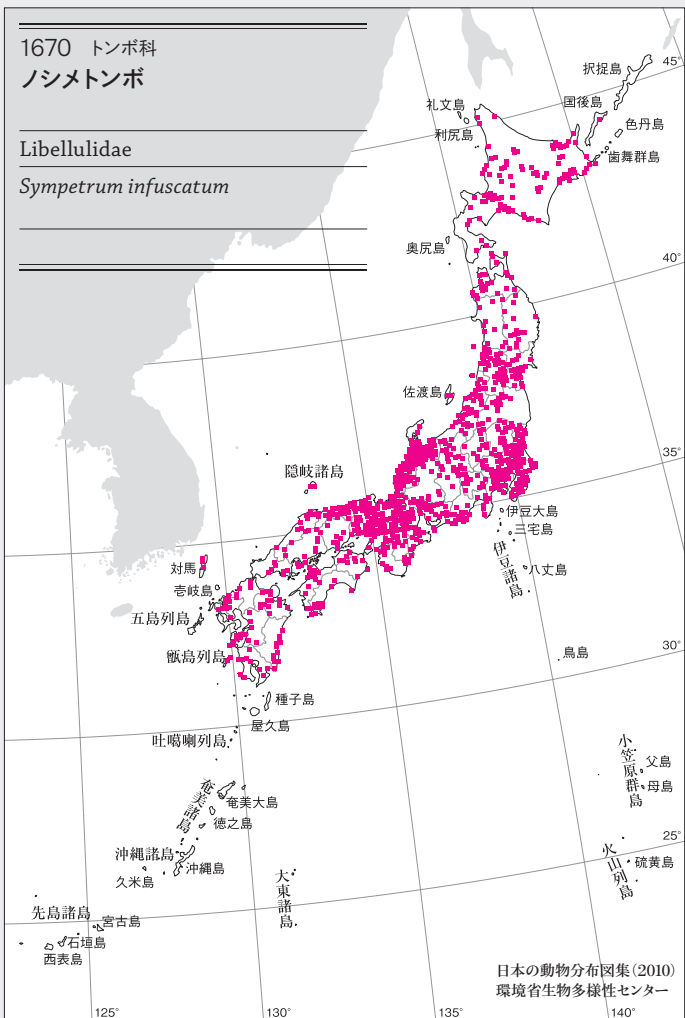 1670 トンボ科
ノシメトンボ
Libellulidae
Sympetrum infuscatum
択捉島
45°
礼文島
国後島
利尻島
色丹島
歯舞群島
奥尻島
40°
佐渡島
35°
隠岐諸島
伊豆大島
三宅島
伊豆諸島
八丈島
対馬
壱岐島
五島列島
甑島列島
鳥島
30°
種子島
屋久島
吐噶喇列島
小笠原群島
父島
母島
奄美諸島
奄美大島
徳之島
25°
沖縄諸島
沖縄島
久米島
大東諸島
火山列島
硫黄島
先島諸島
宮古島
石垣島
西表島
日本の動物分布図集(2010)
環境省生物多様性センター
125°
130°
135°
140°